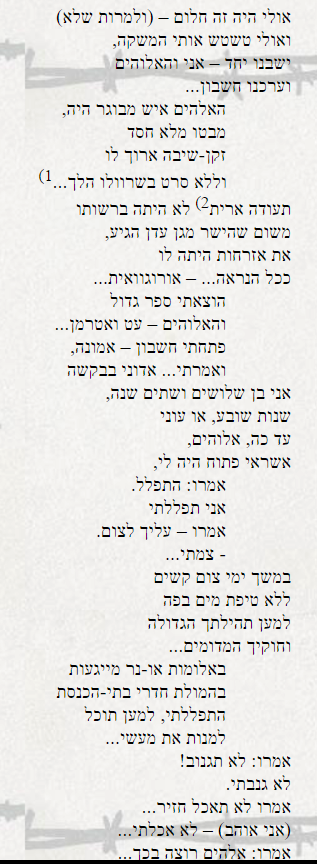 אולי היה זה חלום – (ולמרות שלא)
ואולי טשטש אותי המשקה,
ישבנו יחד – אני והאלוהים
וערכנו חשבון...
האלהים איש מבוגר היה,
מבטו מלא חסד
זקן-שיבה ארוך לו
וללא סרט בשרוולו הלך...1)
תעודה ארית2) לא היתה ברשותו
משום שהישר מגן עדן הגיע,
את אזרחות היתה לו
ככל הנראה... – אורוגוואית...
הוצאתי ספר גדול
והאלוהים – עט ואטרמן...
פתחתי חשבון – אמונה,
ואמרתי... אדוני בבקשה
אני בן שלושים ושתים שנה,
שנות שובע, או עוני
עד כה, אלוהים,
אשראי פתוח היה לי,
אמרו: התפלל.
אני תפללתי
אמרו – עליך לצום.
- צמתי...
במשך ימי צום קשים
ללא טיפת מים בפה
למען תהילתך הגדולה
וחוקיך המדומים...
באלומות או-נר מייגעות
בהמולת חדרי בתי-הכנסת
התפללתי, למען תוכל
למנות את מעשי...
אמרו: לא תגנוב!
לא גנבתי.
אמרו לא תאכל חזיר...
(אני אוהב) – לא אכלתי...
אמרו: אלהים רוצה בכך...